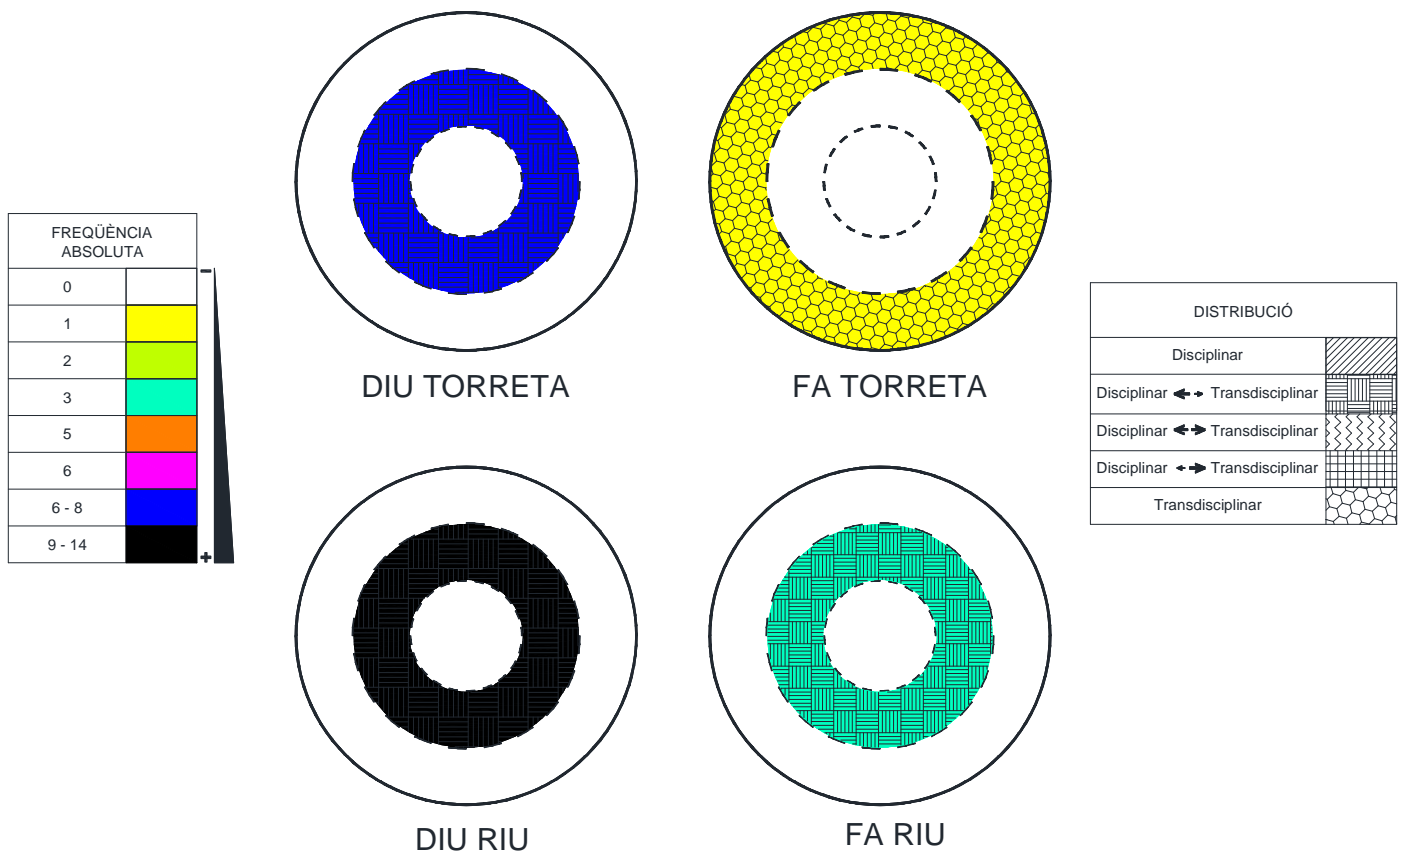 DIU TORRETA
FA TORRETA
FREQÜÈNCIA
ABSOLUTA
0
1
2
3
5
6
6 - 8
9 - 14
-
+
DISTRIBUCIÓ
Disciplinar
Disciplinar Transdisciplinar
Disciplinar Transdisciplinar
Disciplinar Transdisciplinar
Transdisciplinar
DIU RIU
FA RIU